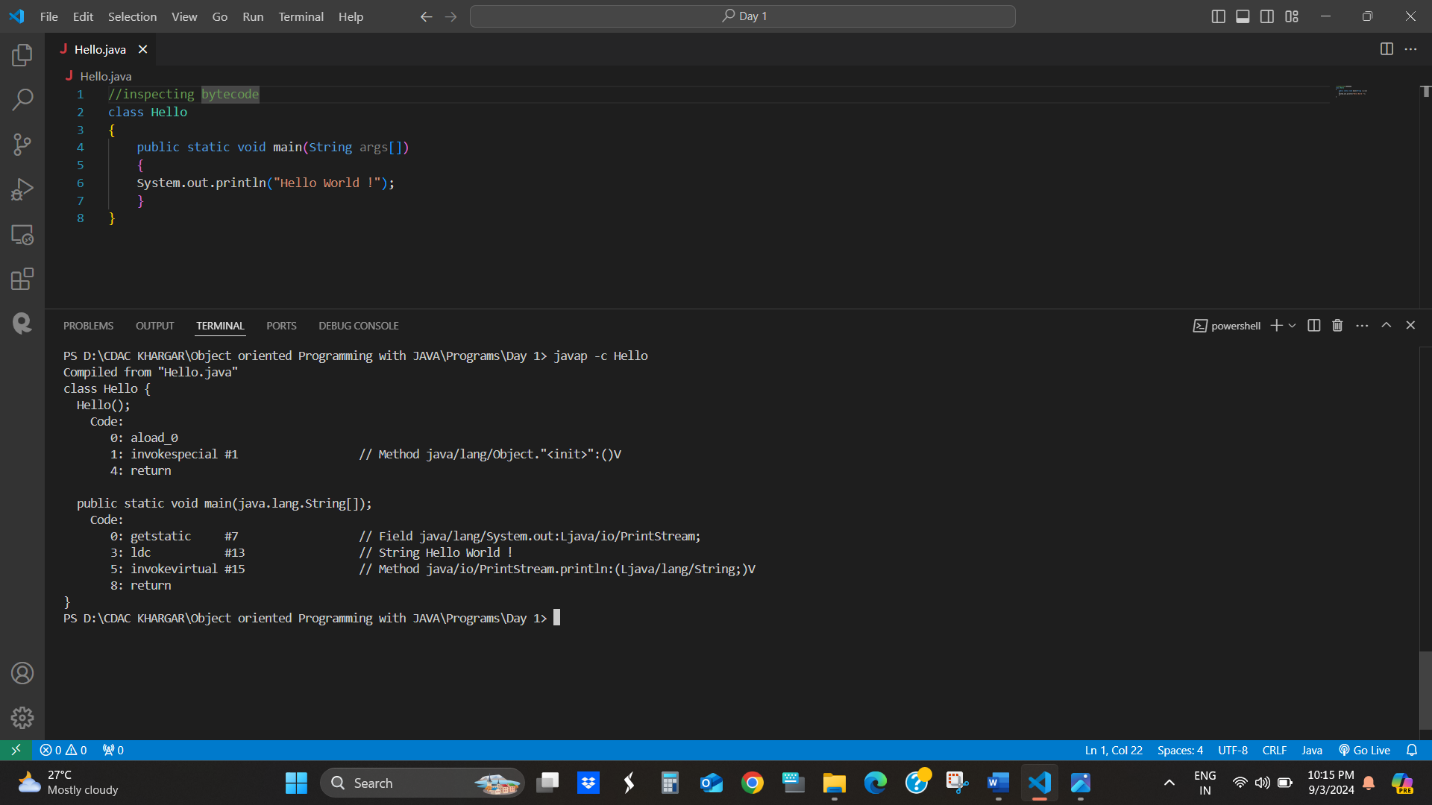 File Edit Selection View Go Run Terminal Help
Day 1
J Hello.java
J Hello.java
1 //inspecting bytecode
2 class Hello
3 {
4     public static void main(String args[])
5     {
6     System.out.println("Hello World !");
7     }
8 }
PROBLEMS OUTPUT TERMINAL PORTS DEBUG CONSOLE
powershell
PS D:\CDAC KHARGAR\Object oriented Programming with JAVA\Programs\Day 1> javap -c Hello
Compiled from "Hello.java"
class Hello {
  Hello();
    Code:
       0: aload_0
       1: invokespecial #1                  // Method java/lang/Object."<init>":()V
       4: return
  public static void main(java.lang.String[]);
    Code:
       0: getstatic     #7                  // Field java/lang/System.out:Ljava/io/PrintStream;
       3: ldc           #13                 // String Hello World !
       5: invokevirtual #15                 // Method java/io/PrintStream.println:(Ljava/lang/String;)V
       8: return
}
PS D:\CDAC KHARGAR\Object oriented Programming with JAVA\Programs\Day 1>
0 0 0 Ln 1, Col 22 Spaces: 4 UTF-8 CRLF Java Go Live
27°C
Mostly cloudy
Search
ENG
IN
10:15 PM
9/3/2024
PRE